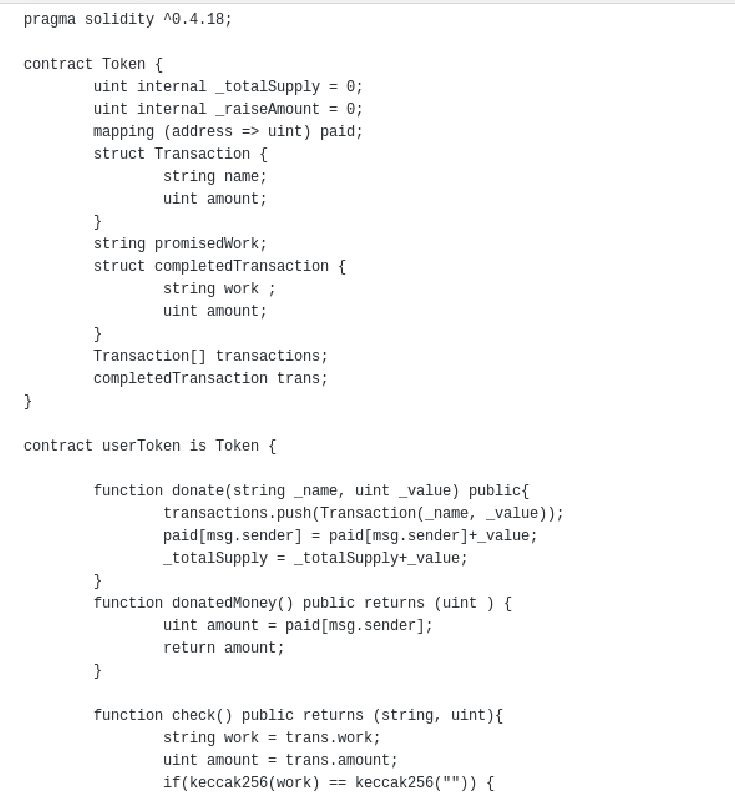 pragma solidity ^0.4.18;
contract Token {
uint internal _totalSupply = 0;
uint internal _raiseAmount = 0;
mapping (address => uint) paid;
struct Transaction {
string name;
uint amount;
}
string promisedWork;
struct completedTransaction {
string work ;
uint amount;
}
Transaction[] transactions;
completedTransaction trans;
}
contract userToken is Token {
function donate(string _name, uint _value) public{
transactions.push(Transaction(_name, _value));
paid[msg.sender] = paid[msg.sender]+_value;
_totalSupply = _totalSupply+_value;
}
function donatedMoney() public returns (uint ) {
uint amount = paid[msg.sender];
return amount;
}
function check() public returns (string, uint){
string work = trans.work;
uint amount = trans.amount;
if(keccak256(work) == keccak256("")) {